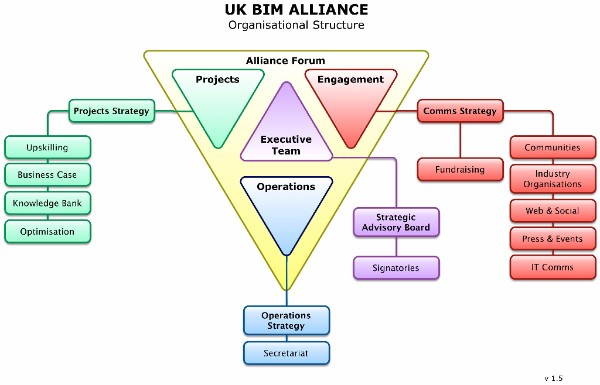 UK BIM ALLIANCE
Organisational Structure
Alliance Forum
Projects
Engagement
Executive
Team
Operations
Projects Strategy
Upskilling
Business Case
Knowledge Bank
Optimisation
Comms Strategy
Fundraising
Communities
Industry
Organisations
Web & Social
Press & Events
IT Comms
Strategic
Advisory Board
Signatories
Operations
Strategy
Secretariat
v 1.5